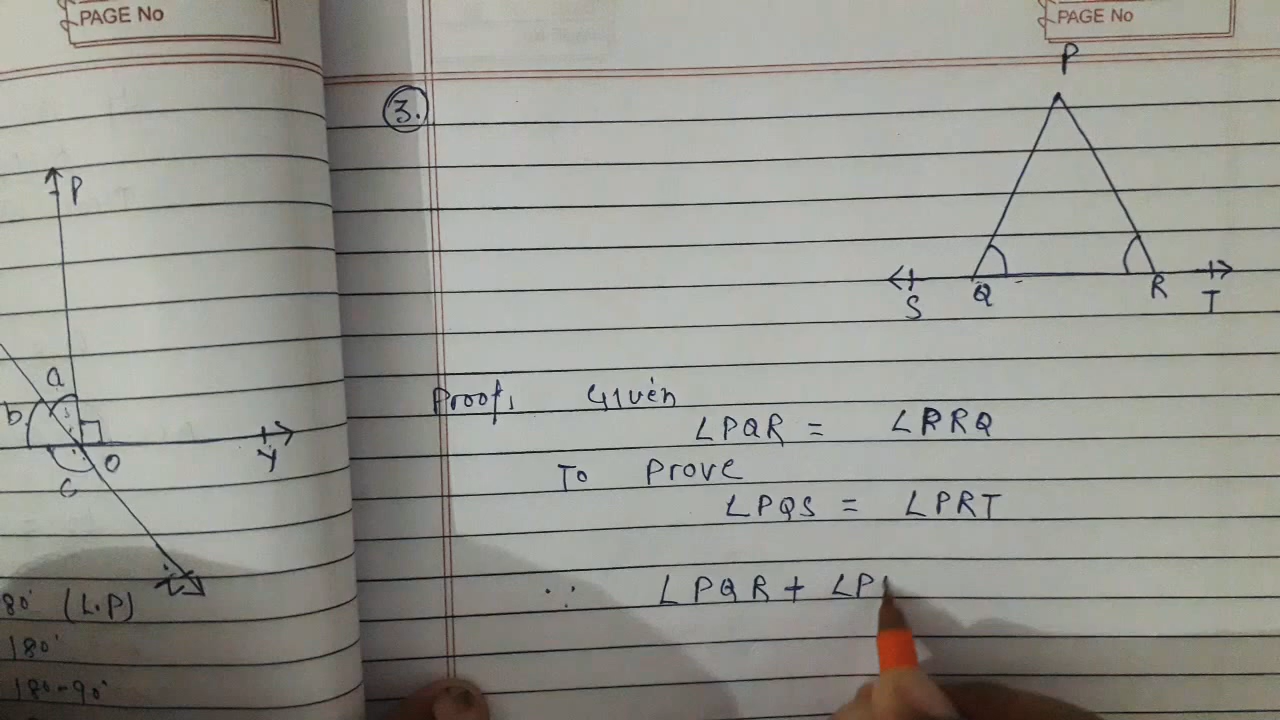 PAGE No
P
a
b
O
Y
c
80° (L.P)
180°
180-90°
PAGE No
3.
P
S Q R T
Proof, Given
∠PQR = ∠PRQ
To Prove
∠PQS = ∠PRT
∵ ∠PQR + ∠P